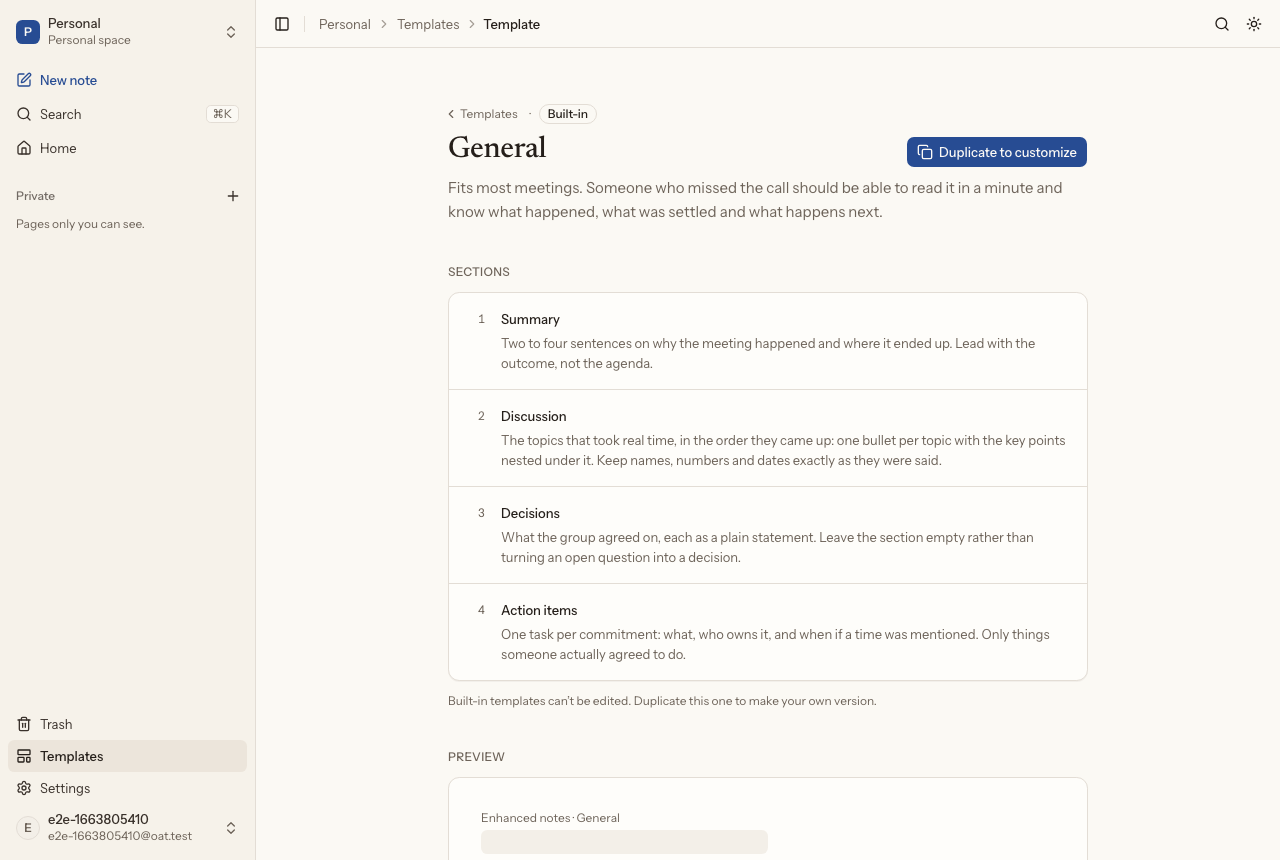 P
Personal
Personal space
New note
Search
⌘K
Home
Private
Pages only you can see.
Trash
Templates
Settings
E
e2e-1663805410
e2e-1663805410@oat.test
Personal
Templates
Template
Templates · Built-in
General
Duplicate to customize
Fits most meetings. Someone who missed the call should be able to read it in a minute and
know what happened, what was settled and what happens next.
SECTIONS
1 Summary
Two to four sentences on why the meeting happened and where it ended up. Lead with the
outcome, not the agenda.
2 Discussion
The topics that took real time, in the order they came up: one bullet per topic with the key points
nested under it. Keep names, numbers and dates exactly as they were said.
3 Decisions
What the group agreed on, each as a plain statement. Leave the section empty rather than
turning an open question into a decision.
4 Action items
One task per commitment: what, who owns it, and when if a time was mentioned. Only things
someone actually agreed to do.
Built-in templates can't be edited. Duplicate this one to make your own version.
PREVIEW
Enhanced notes · General